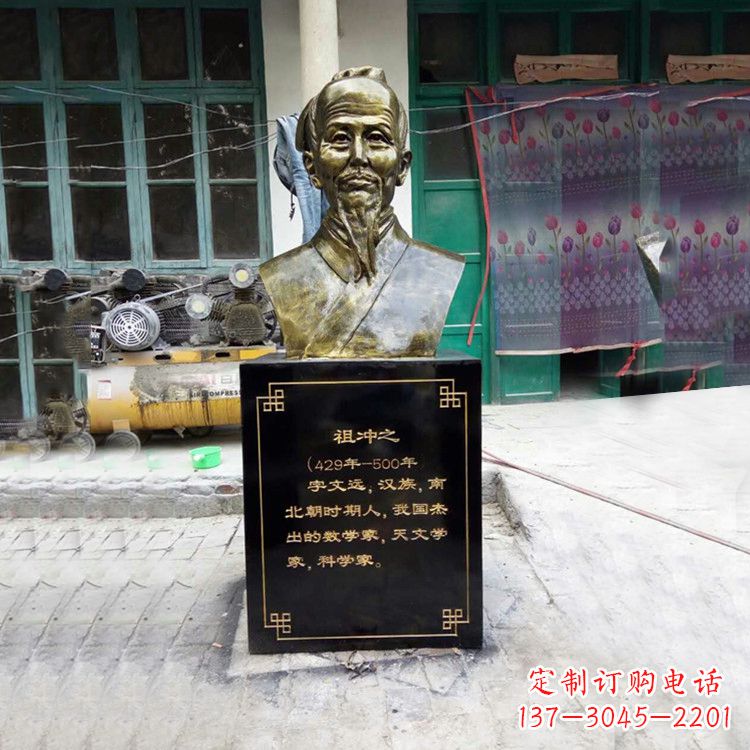 祖冲之
（429年—500年
字文远，汉族，南
北朝时期人，我国杰
出的数学家，天文学
家，科学家。
定制订购电话
137-3045-2201